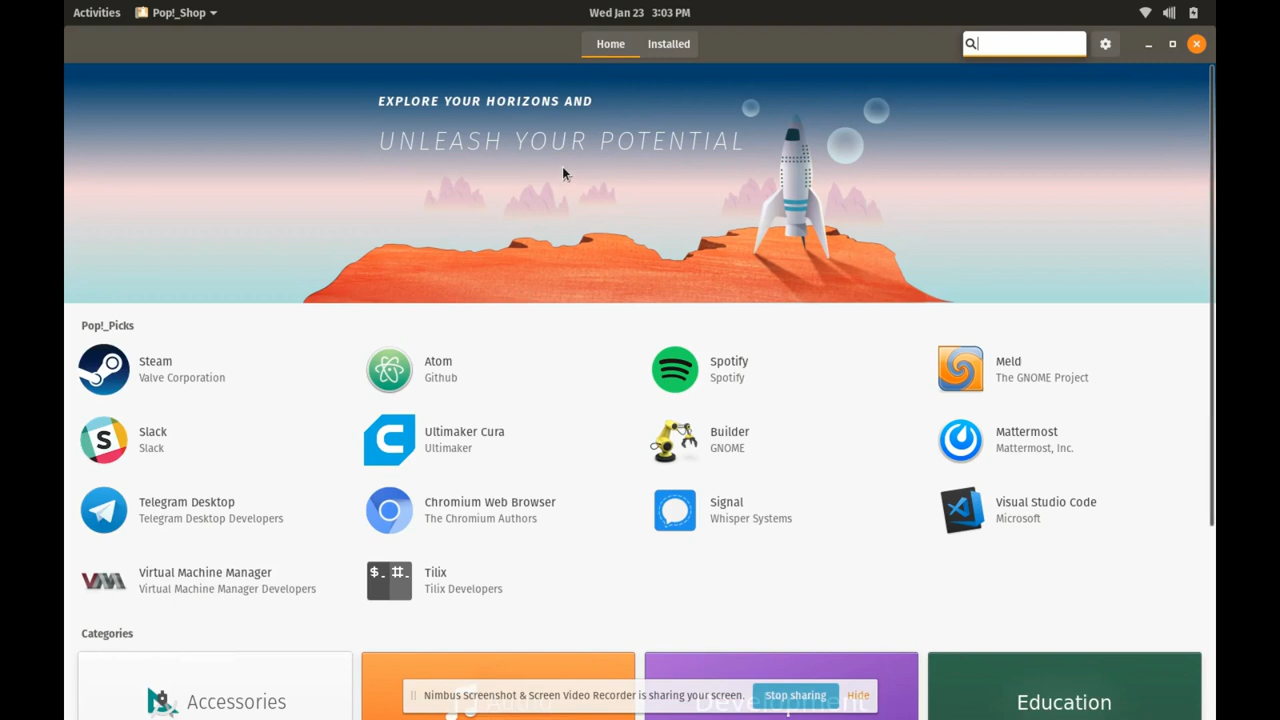 Activities
Pop!_Shop
Wed Jan 23 3:03 PM
Home
Installed
EXPLORE YOUR HORIZONS AND
UNLEASH YOUR POTENTIAL
Pop!_Picks
Steam
Valve Corporation
Atom
Github
Spotify
Spotify
Meld
The GNOME Project
Slack
Slack
Ultimaker Cura
Ultimaker
Builder
GNOME
Mattermost
Mattermost, Inc.
Telegram Desktop
Telegram Desktop Developers
Chromium Web Browser
The Chromium Authors
Signal
Whisper Systems
Visual Studio Code
Microsoft
Virtual Machine Manager
Virtual Machine Manager Developers
Tilix
Tilix Developers
Categories
Accessories
Audio
Development
Education
Nimbus Screenshot & Screen Video Recorder is sharing your screen.
Stop sharing
Hide